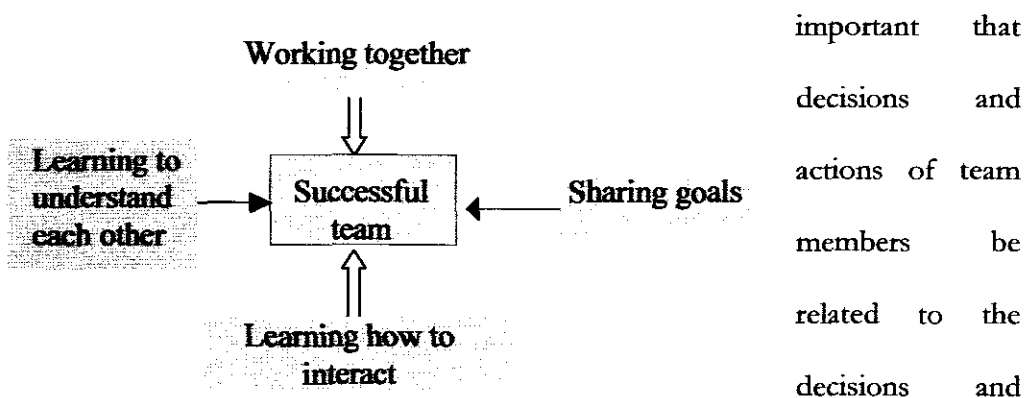 Working together
Learning to
understand
each other
Successful
team
Sharing goals
Learning how to
interact
important that
decisions and
actions of team
members be
related to the
decisions and